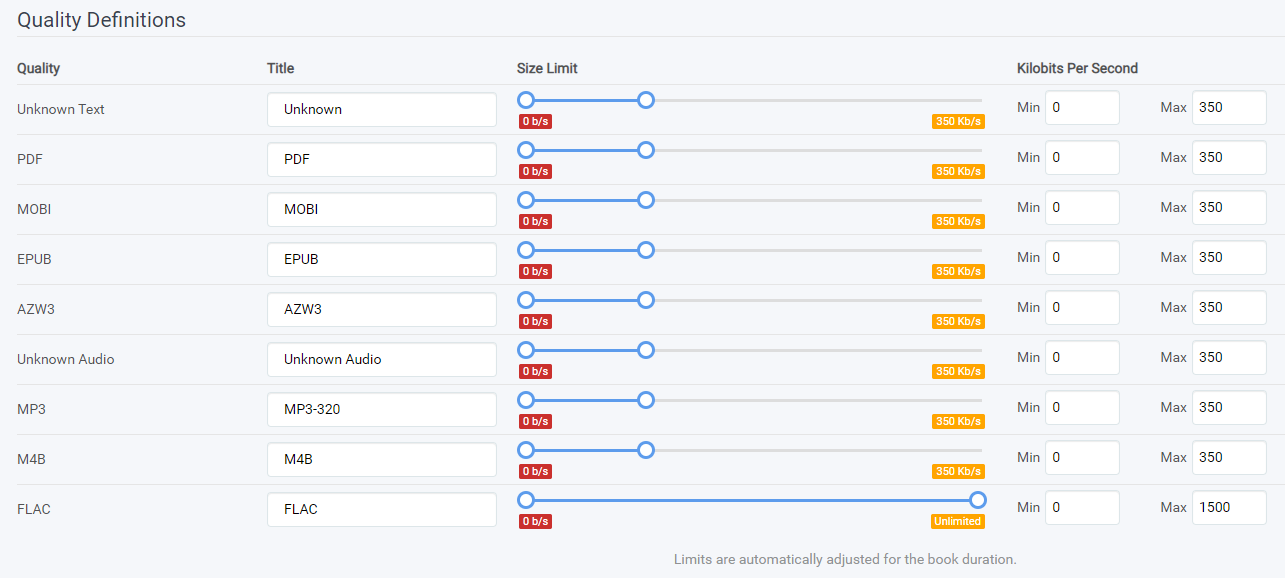 Quality Definitions
Quality Title Size Limit Kilobits Per Second
Unknown Text Unknown Min 0 Max 350
0 b/s 350 Kb/s
PDF PDF Min 0 Max 350
0 b/s 350 Kb/s
MOBI MOBI Min 0 Max 350
0 b/s 350 Kb/s
EPUB EPUB Min 0 Max 350
0 b/s 350 Kb/s
AZW3 AZW3 Min 0 Max 350
0 b/s 350 Kb/s
Unknown Audio Unknown Audio Min 0 Max 350
0 b/s 350 Kb/s
MP3 MP3-320 Min 0 Max 350
0 b/s 350 Kb/s
M4B M4B Min 0 Max 350
0 b/s 350 Kb/s
FLAC FLAC Min 0 Max 1500
0 b/s Unlimited
Limits are automatically adjusted for the book duration.